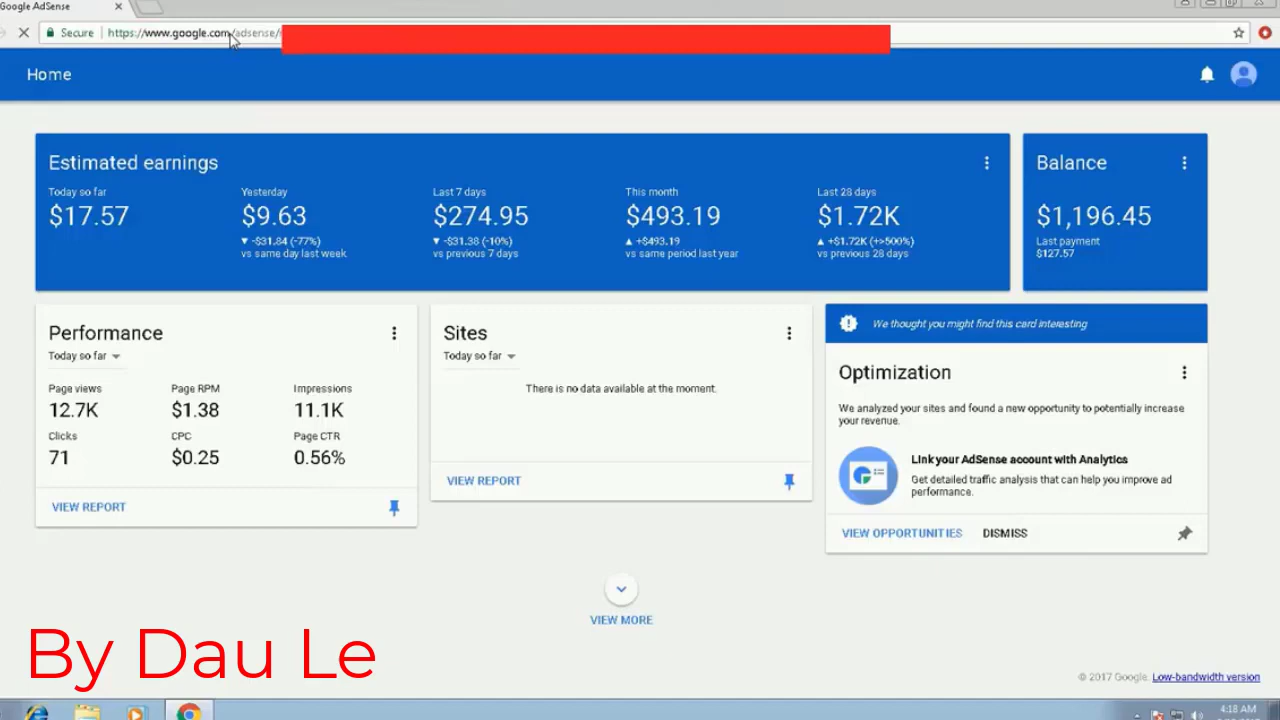 Google AdSense
Secure https://www.google.com/adsense/
Home
Estimated earnings
Today so far
$17.57
Yesterday
$9.63
-$31.84 (-77%)
vs same day last week
Last 7 days
$274.95
-$31.38 (-10%)
vs previous 7 days
This month
$493.19
+$493.19
vs same period last year
Last 28 days
$1.72K
+$1.72K (+>500%)
vs previous 28 days
Balance
$1,196.45
Last payment
$127.57
Performance
Today so far
Page views
12.7K
Page RPM
$1.38
Impressions
11.1K
Clicks
71
CPC
$0.25
Page CTR
0.56%
VIEW REPORT
Sites
Today so far
There is no data available at the moment.
VIEW REPORT
We thought you might find this card interesting
Optimization
We analyzed your sites and found a new opportunity to potentially increase
your revenue.
Link your AdSense account with Analytics
Get detailed traffic analysis that can help you improve ad
performance.
VIEW OPPORTUNITIES DISMISS
VIEW MORE
By Dau Le
© 2017 Google. Low-bandwidth version
4:18 AM